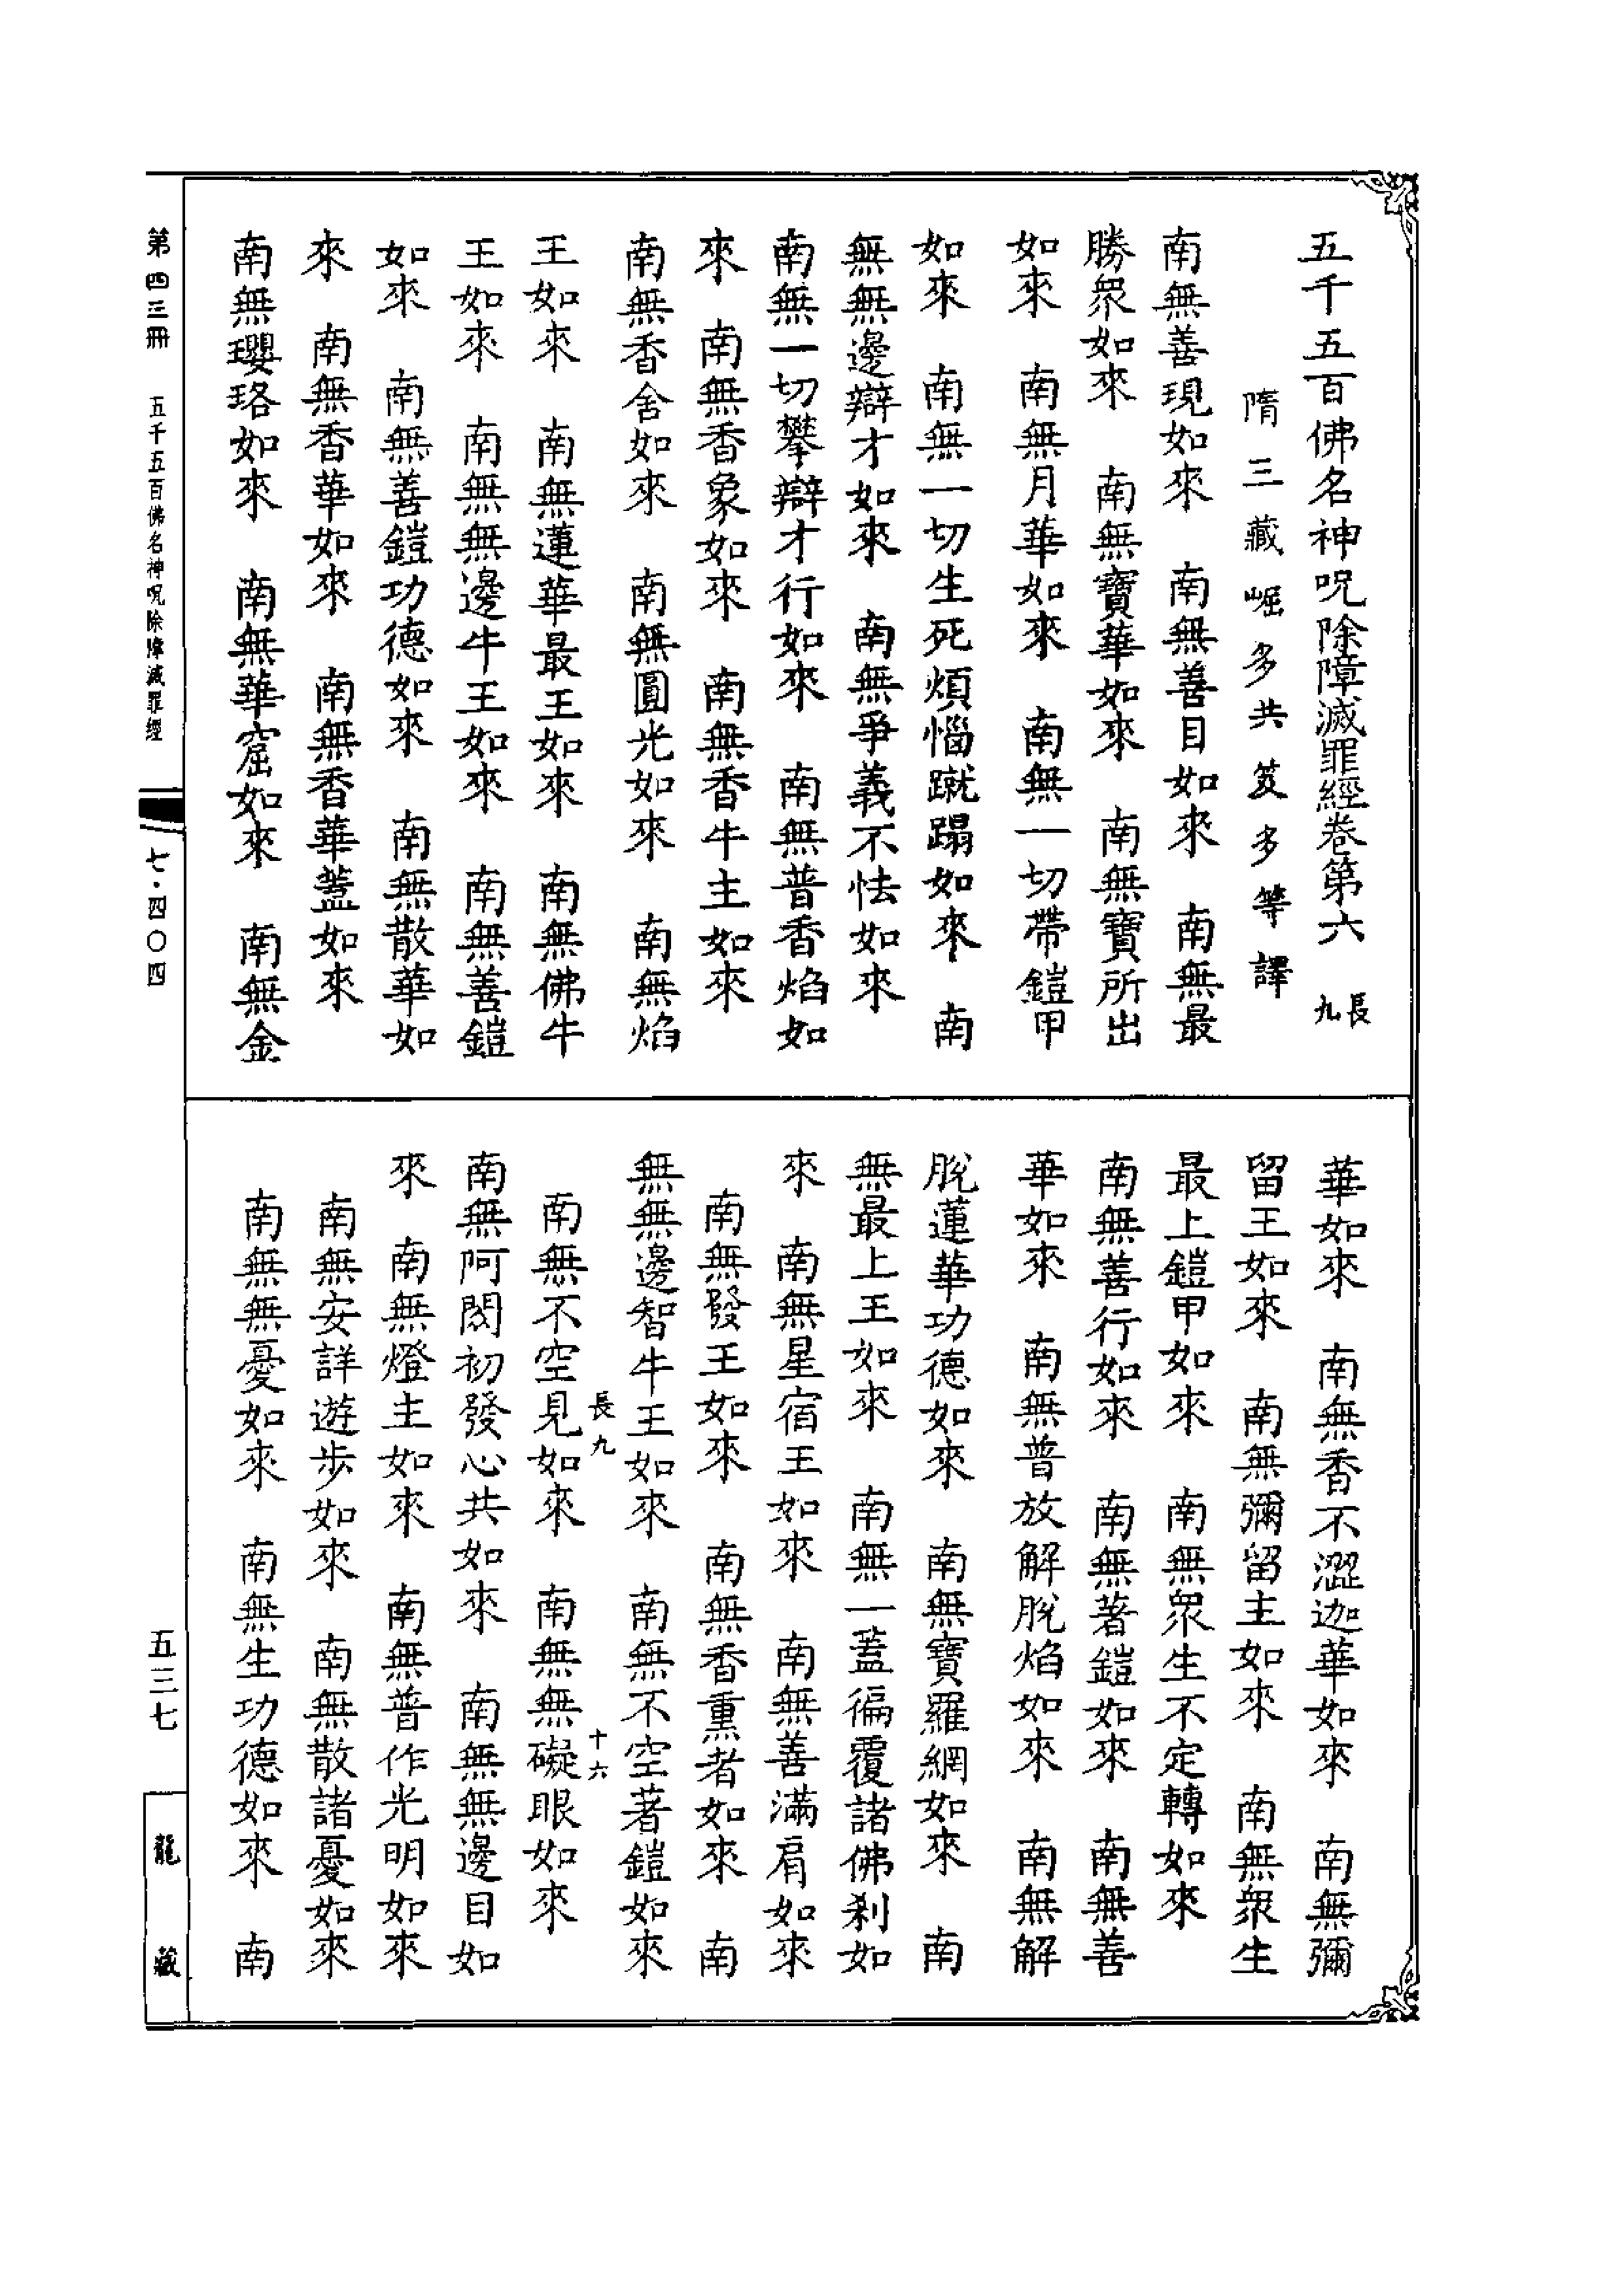 五千五百佛名神呪除障滅罪經卷第六　長九
隋三藏崛多共笈多等譯
南無善現如來　南無善目如來　南無最
勝衆如來　南無寶華如來　南無寶所出
如來　南無月華如來　南無一切帶鎧甲
如來　南無一切生死煩惱蹴蹋如來　南
無無邊辯才如來　南無爭義不怯如來
南無一切攀辯才行如來　南無普香焰如
來　南無香象如來　南無香牛主如來
南無香舍如來　南無圓光如來　南無焰
王如來　南無蓮華最王如來　南無佛牛
王如來　南無無邊牛王如來　南無善鎧
如來　南無善鎧功德如來　南無散華如
來　南無香華如來　南無香華蓋如來
南無瓔珞如來　南無華窟如來　南無金
華如來　南無香不澀迦華如來　南無彌
留王如來　南無彌留主如來　南無衆生
最上鎧甲如來　南無衆生不定轉如來
南無善行如來　南無著鎧如來　南無善
華如來　南無普放解脫焰如來　南無解
脫蓮華功德如來　南無寶羅網如來　南
無最上王如來　南無一蓋徧覆諸佛刹如
來　南無星宿王如來　南無善滿肩如來
南無發王如來　南無香熏者如來　南
無無邊智牛王如來　南無不空著鎧如來
長九　十六
南無不空見如來　南無無礙眼如來
南無阿閦初發心共如來　南無無邊目如
來　南無燈主如來　南無普作光明如來
南無安詳遊步如來　南無散諸憂如來
南無無憂如來　南無生功德如來　南
第四三冊　五千五百佛名神呪除障滅罪經　七·四〇四
五三七
龍藏